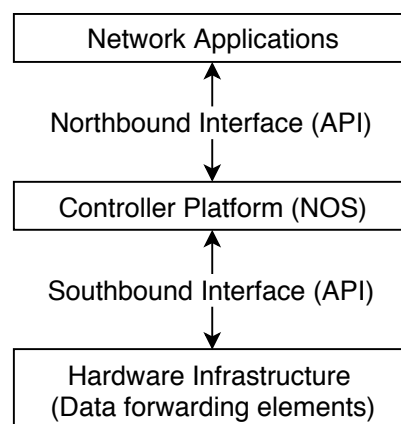 Network Applications
Northbound Interface (API)
Controller Platform (NOS)
Southbound Interface (API)
Hardware Infrastructure
(Data forwarding elements)